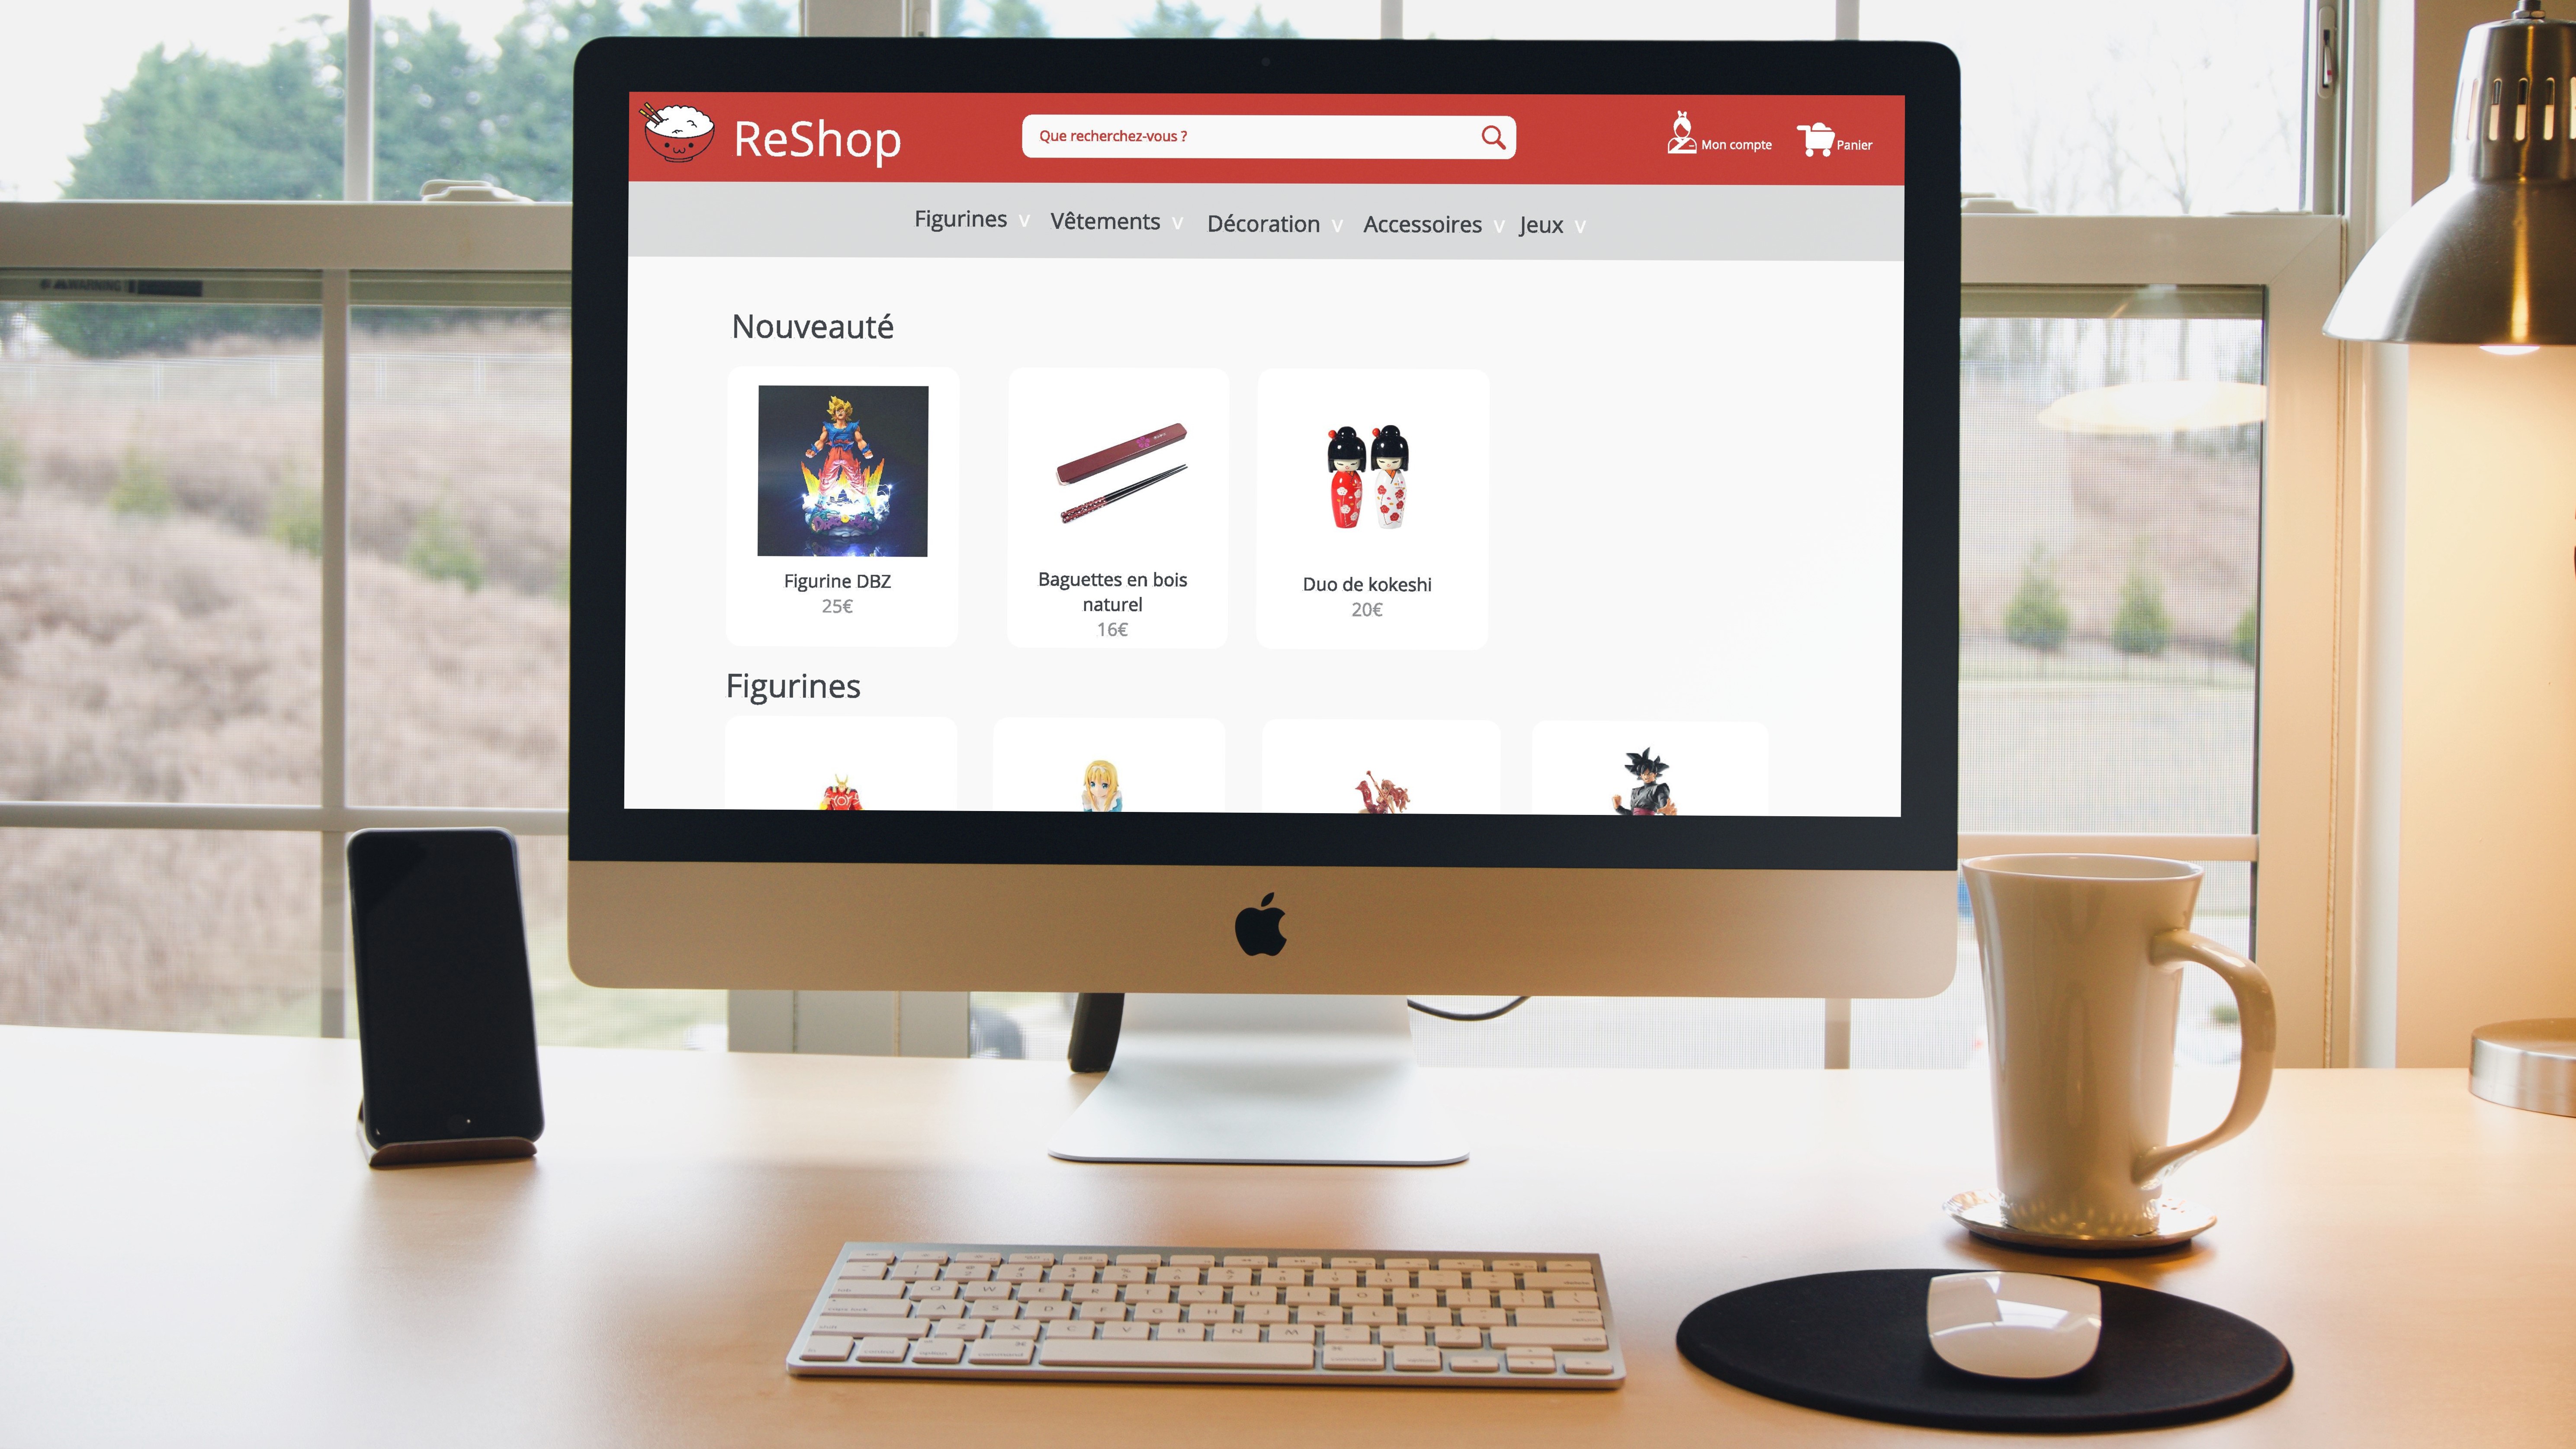 ReShop
Que recherchez-vous ?
Mon compte
Panier
Figurines v Vêtements v Décoration v Accessoires v Jeux v
Nouveauté
Figurine DBZ
25€
Baguettes en bois
naturel
16€
Duo de kokeshi
20€
Figurines
WARNING
Q W E R T Y U I O P
A S D F G H J K L
Z X C V B N M